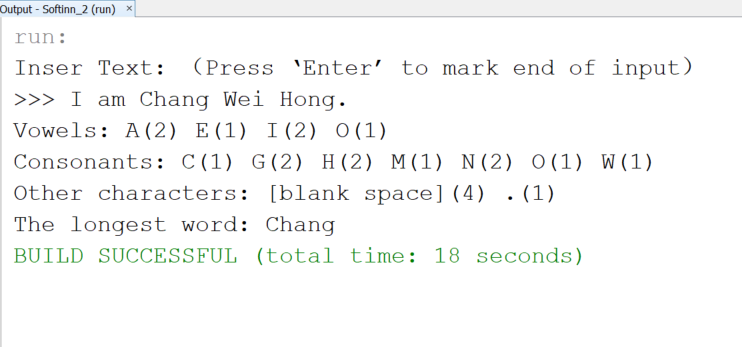 Output - Softinn_2 (run) ×
run:
Inser Text: (Press ‘Enter’ to mark end of input)
>>> I am Chang Wei Hong.
Vowels: A(2) E(1) I(2) O(1)
Consonants: C(1) G(2) H(2) M(1) N(2) O(1) W(1)
Other characters: [blank space](4) .(1)
The longest word: Chang
BUILD SUCCESSFUL (total time: 18 seconds)